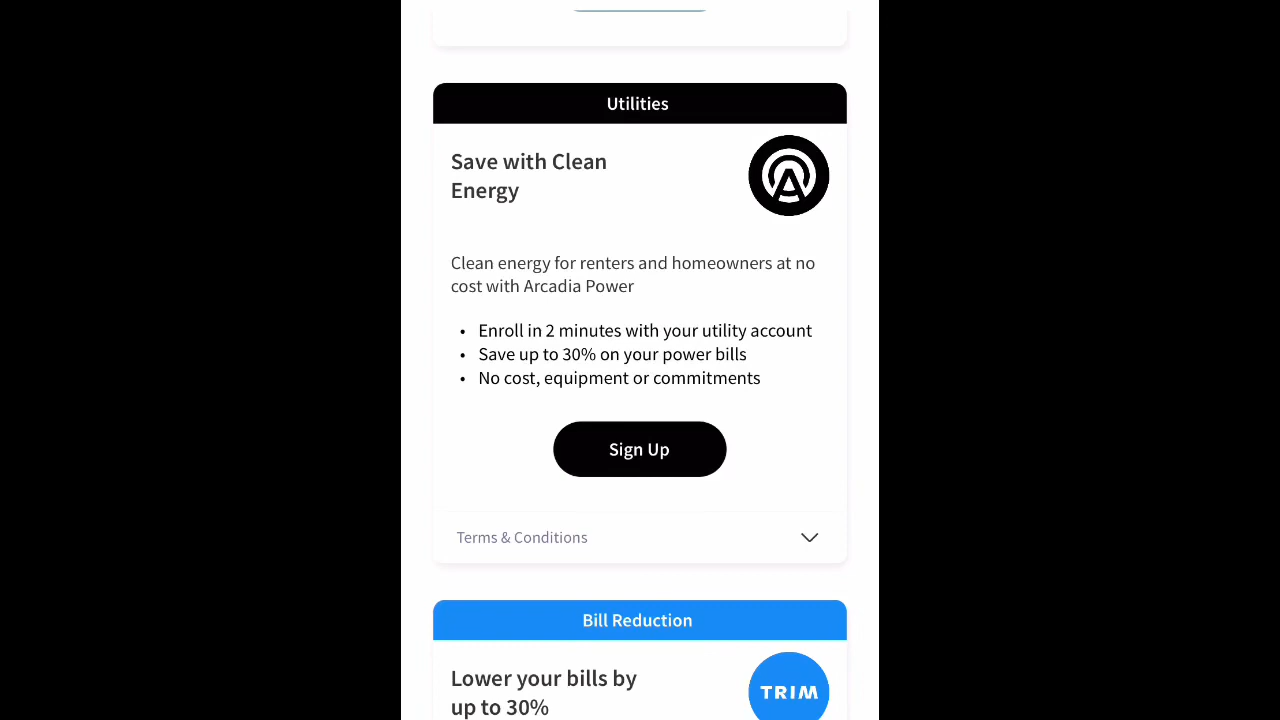 Utilities
Save with Clean
Energy
Clean energy for renters and homeowners at no
cost with Arcadia Power
• Enroll in 2 minutes with your utility account
• Save up to 30% on your power bills
• No cost, equipment or commitments
Sign Up
Terms & Conditions
Bill Reduction
Lower your bills by
up to 30%
TRIM